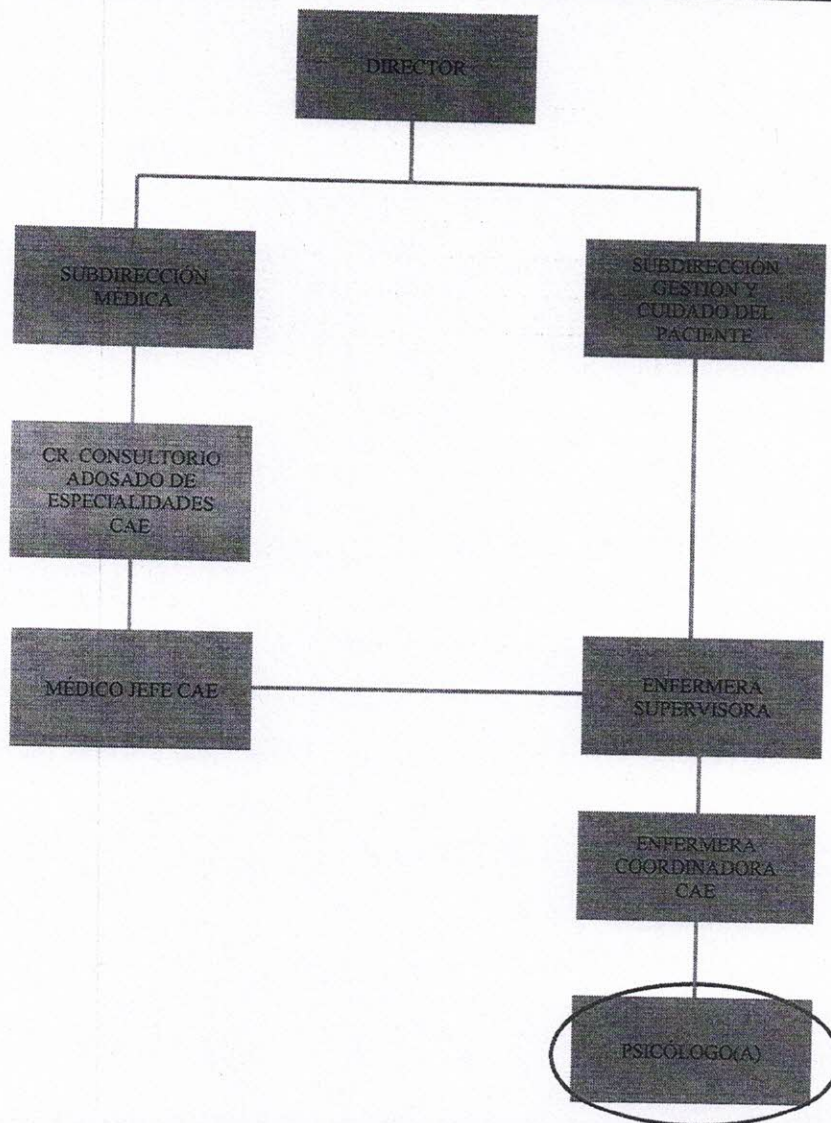 DIRECTOR
SUBDIRECCIÓN
MÉDICA
SUBDIRECCIÓN
GESTIÓN Y
CUIDADO DEL
PACIENTE
CR. CONSULTORIO
ADOSADO DE
ESPECIALIDADES
CAE
MÉDICO JEFE CAE
ENFERMERA
SUPERVISORA
ENFERMERA
COORDINADORA
CAE
PSICÓLOGO(A)